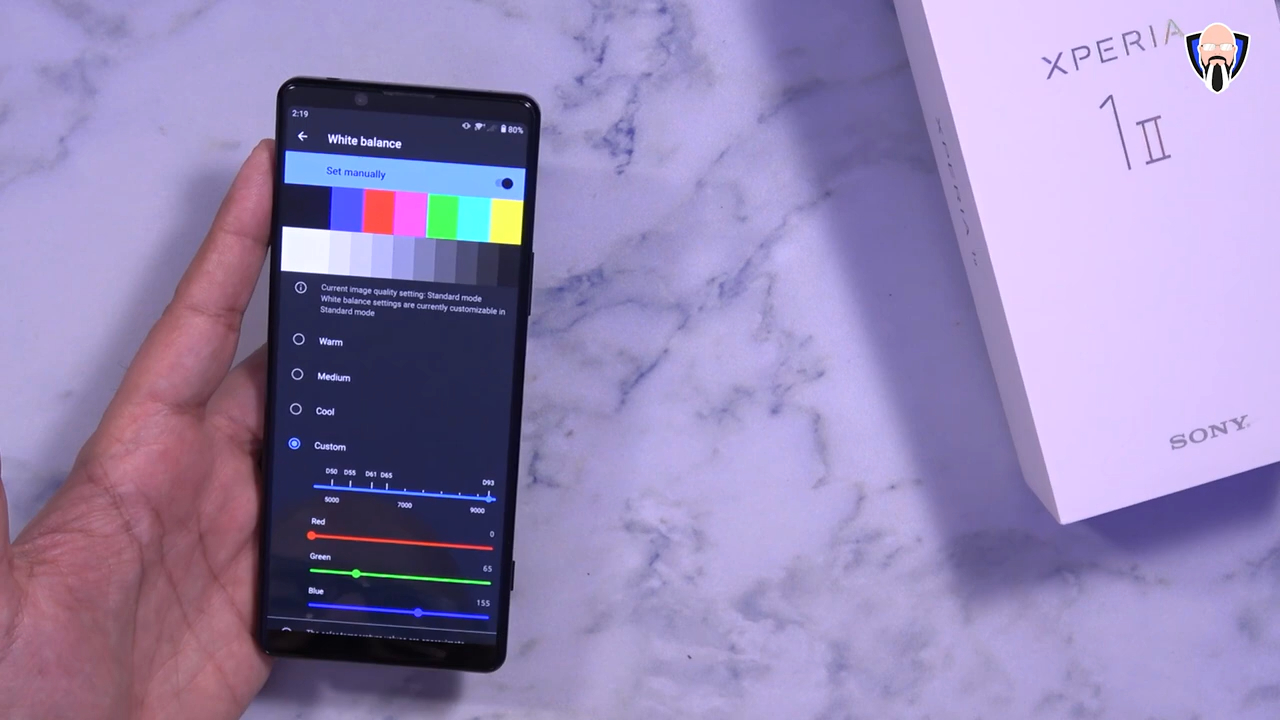 2:19
80%
White balance
Set manually
Current image quality setting: Standard mode
White balance settings are currently customizable in
Standard mode
Warm
Medium
Cool
Custom
D50 D55 D61 D65 D93
5000 7000 9000
Red 0
Green 65
Blue 155
XPERIA
1 II
SONY